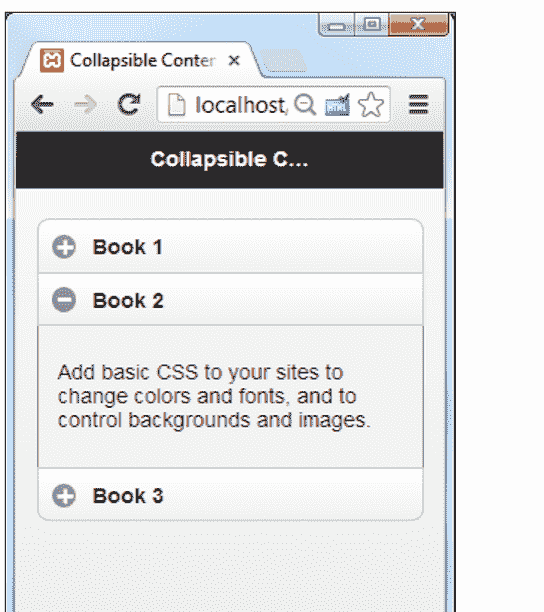 Collapsible Conter
localhost,
Collapsible C...
Book 1
Book 2
Add basic CSS to your sites to
change colors and fonts, and to
control backgrounds and images.
Book 3